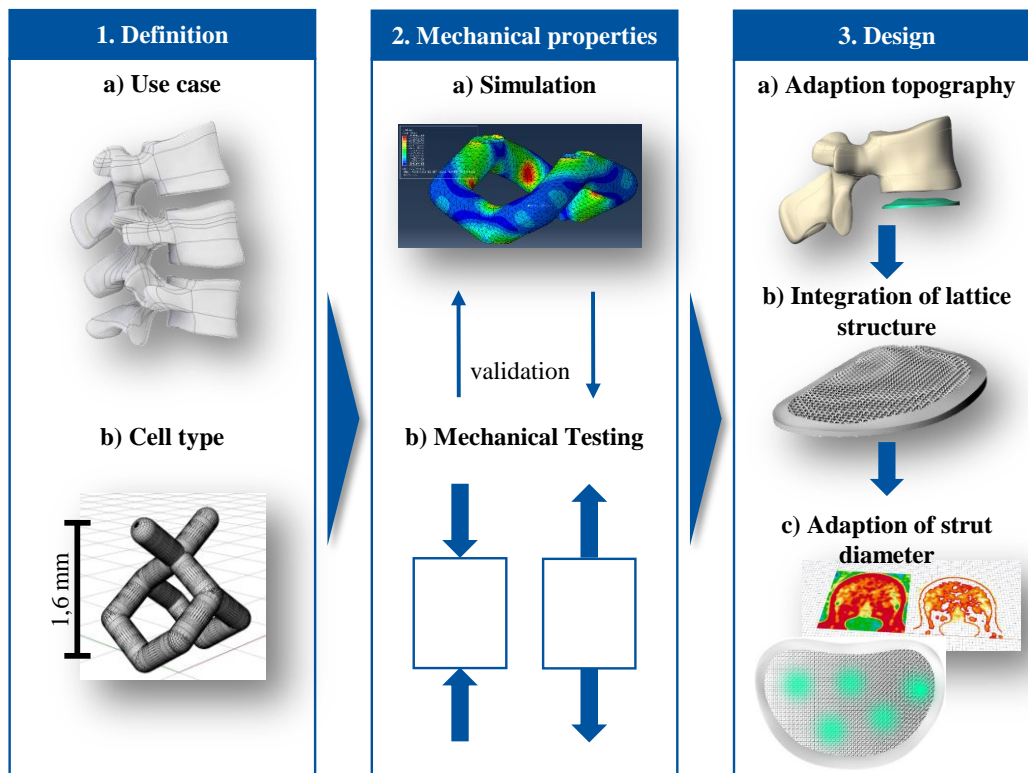 1. Definition
a) Use case
b) Cell type
1,6 mm
2. Mechanical properties
a) Simulation
validation
b) Mechanical Testing
3. Design
a) Adaption topography
b) Integration of lattice
structure
c) Adaption of strut
diameter